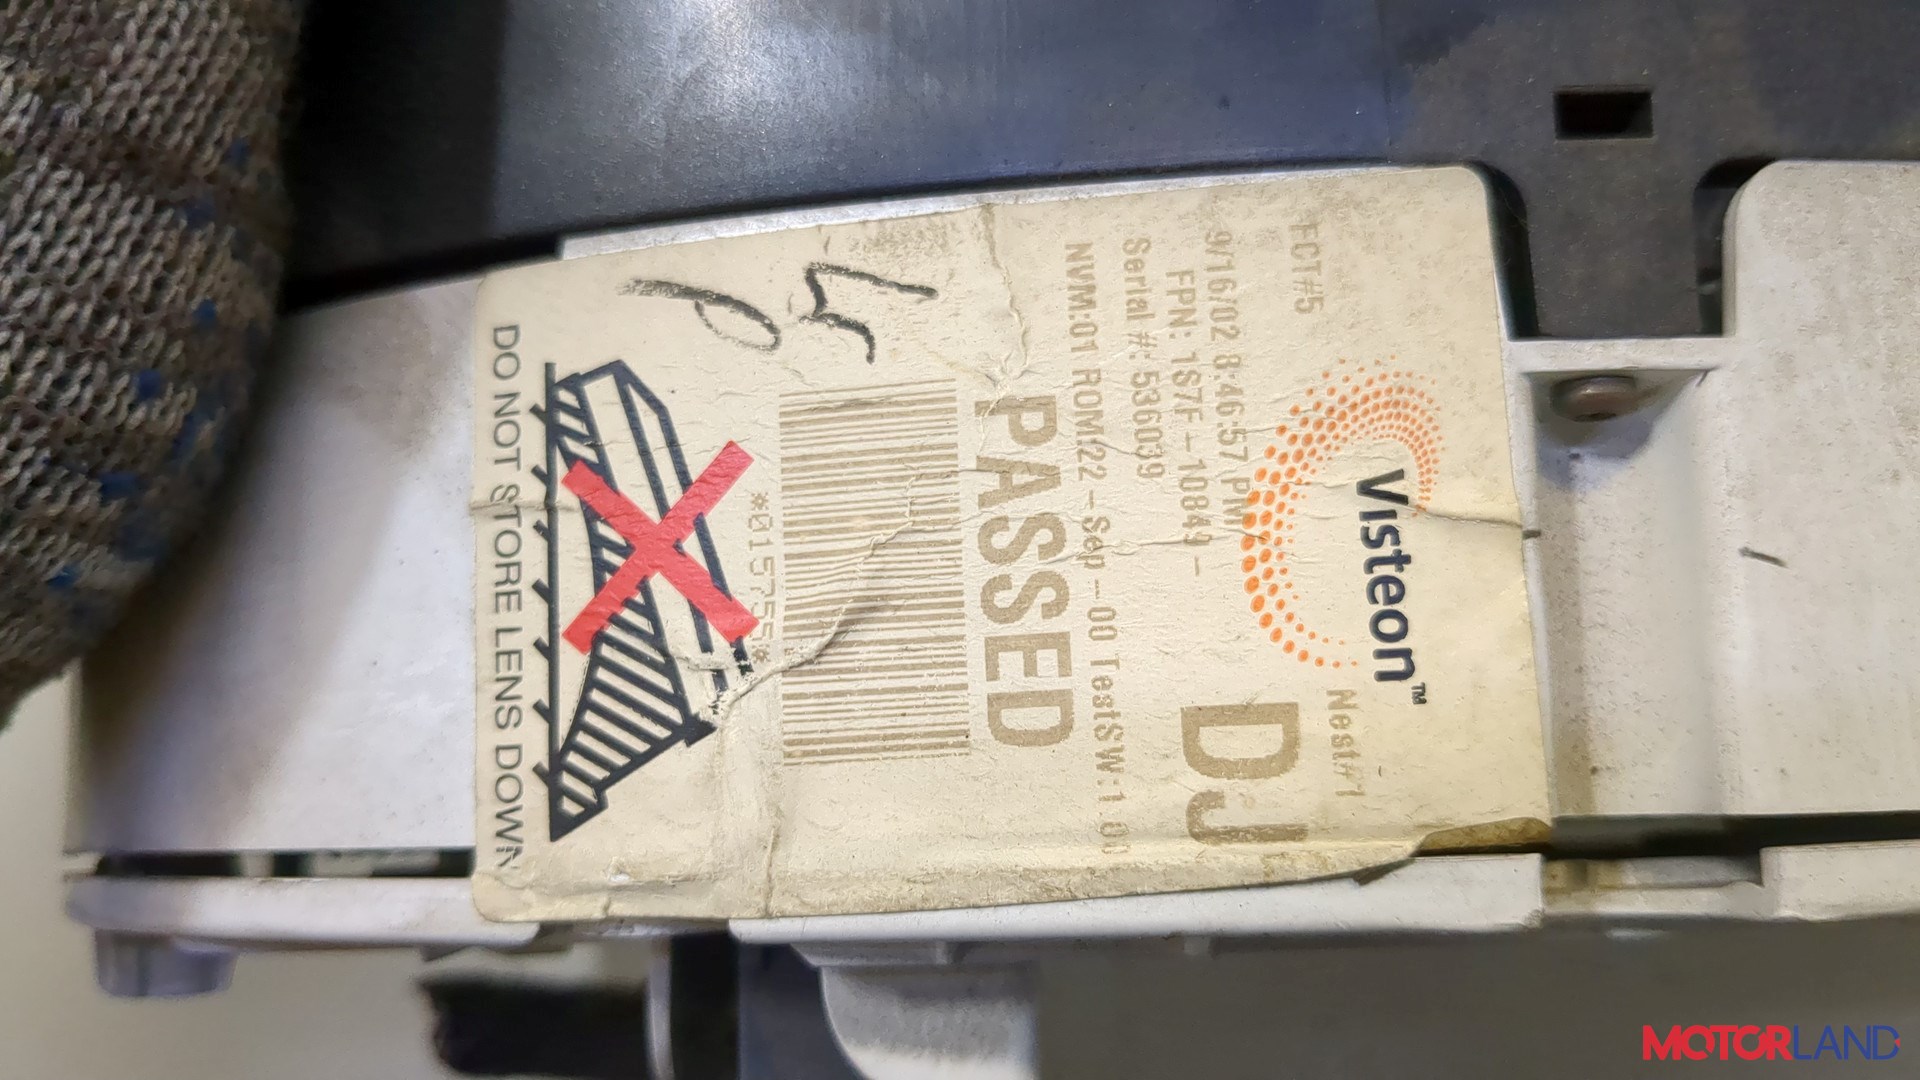 Visteon™
FCT#5 Nest#1
9/16/02 8:46:57 PM
FPN: 1S7F-10849-
DJ
Serial #: 536039
NVM:01 ROM:22-Sep-00 TestSW:1.00
PASSED
*015755*
DO NOT STORE LENS DOWN
MOTORLAND